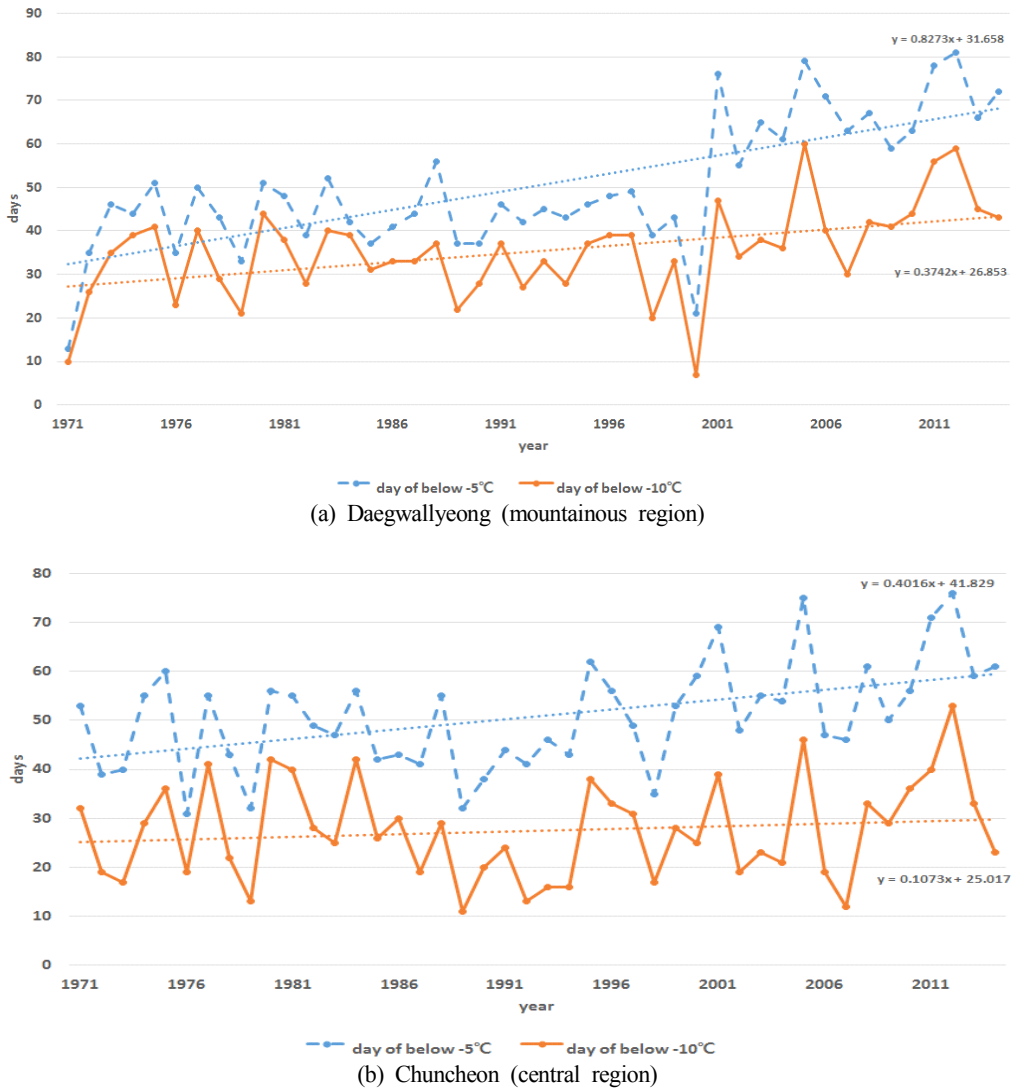 90
y = 0.8273x + 31.658
80
70
60
50
days
40
30
0.3742x + 26.853
20
10
0
1971 1976 1981 1986 1991 1996 2001 2006 2011
year
day of below -5℃ day of below -10℃
(a) Daegwallyeong (mountainous region)
80
y = 0.4016x + 41.829
70
60
50
40
days
30
20
y = 0.1073x + 25.017
10
0
1971 1976 1981 1986 1991 1996 2001 2006 2011
year
day of below -5℃ day of below -10℃
(b) Chuncheon (central region)